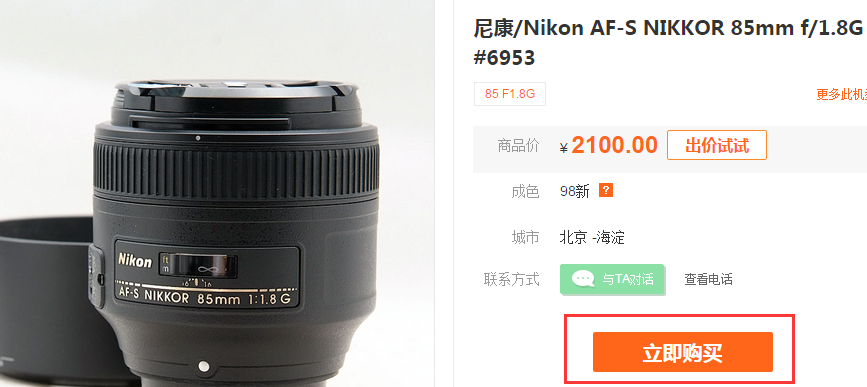 尼康/Nikon AF-S NIKKOR 85mm f/1.8G
#6953
85 F1.8G
更多此机
商品价 ¥ 2100.00 出价试试
成色 98新 ?
城市 北京 -海淀
联系方式 与TA对话 查看电话
立即购买
Nikon
ft
m
∞
16 16
AF-S NIKKOR 85mm 1:1.8 G